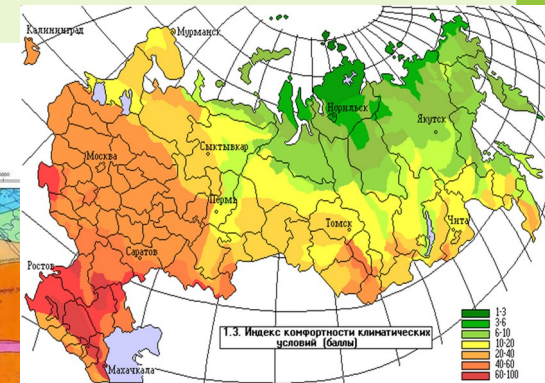 Калининград
Мурманск
Норильск
Якутск
Сыктывкар
Москва
Пермь
Томск
Чита
Саратов
Ростов
Махачкала
1.3. Индекс комфортности климатических
условий (баллы)
1-3
3-6
6-10
10-20
20-40
40-60
60-100